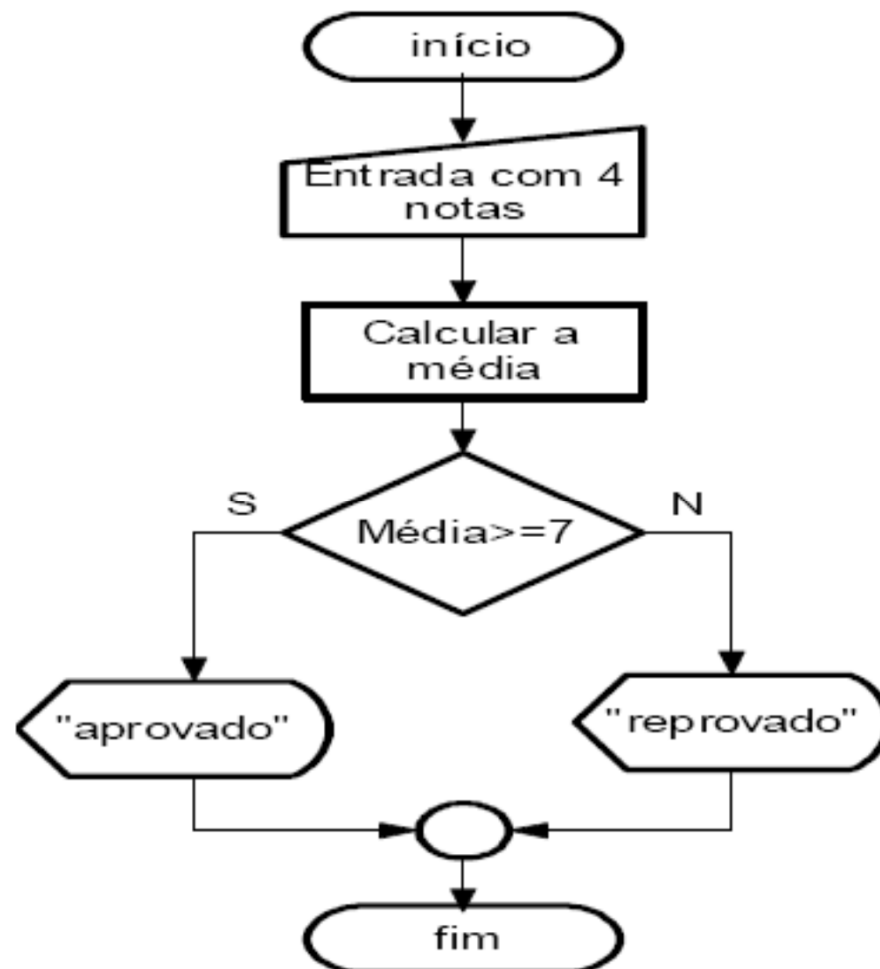 início
Entrada com 4
notas
Calcular a
média
S
Média>=7
N
"aprovado"
"reprovado"
fim